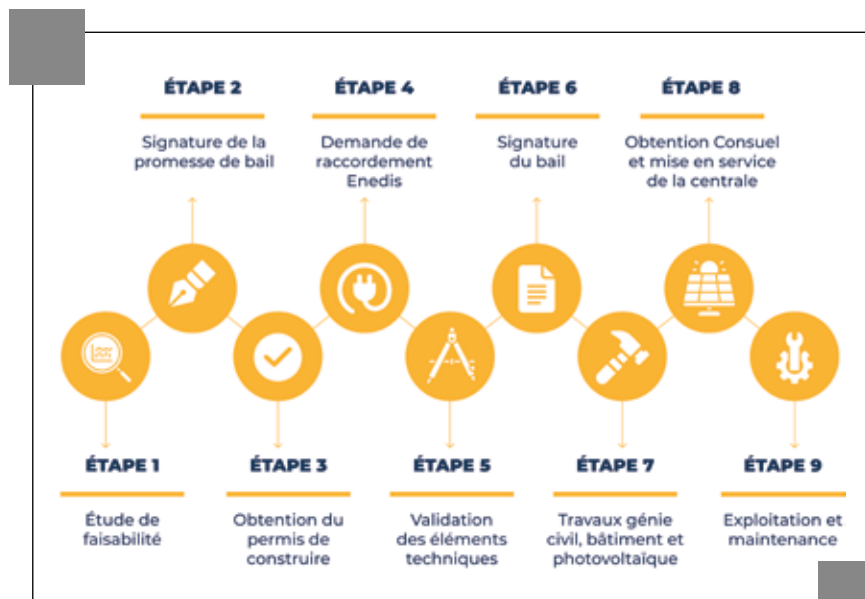 ÉTAPE 2
Signature de la
promesse de bail
ÉTAPE 4
Demande de
raccordement
Enedis
ÉTAPE 6
Signature
du bail
ÉTAPE 8
Obtention Consuel
et mise en service
de la centrale
ÉTAPE 1
Étude de
faisabilité
ÉTAPE 3
Obtention du
permis de
construire
ÉTAPE 5
Validation
des éléments
techniques
ÉTAPE 7
Travaux génie
civil, bâtiment et
photovoltaïque
ÉTAPE 9
Exploitation et
maintenance